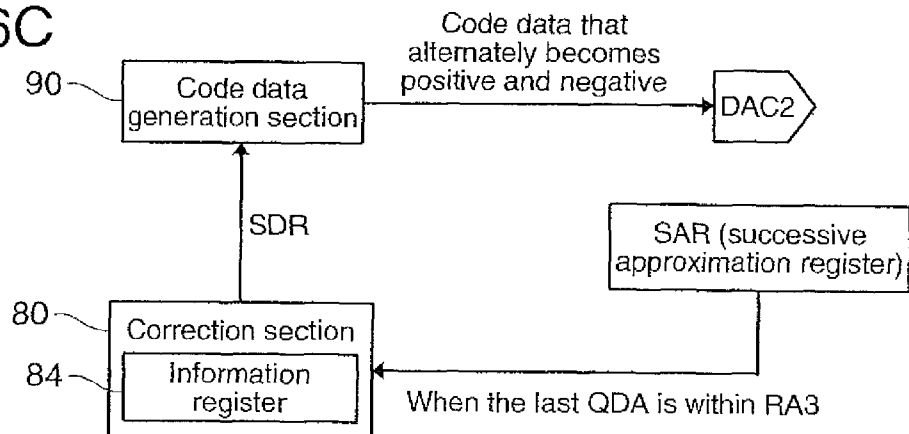 6C
Code data that
alternately becomes
positive and negative
90
Code data
generation section
DAC2
SDR
SAR (successive
approximation register)
80
Correction section
84
Information
register
When the last QDA is within RA3